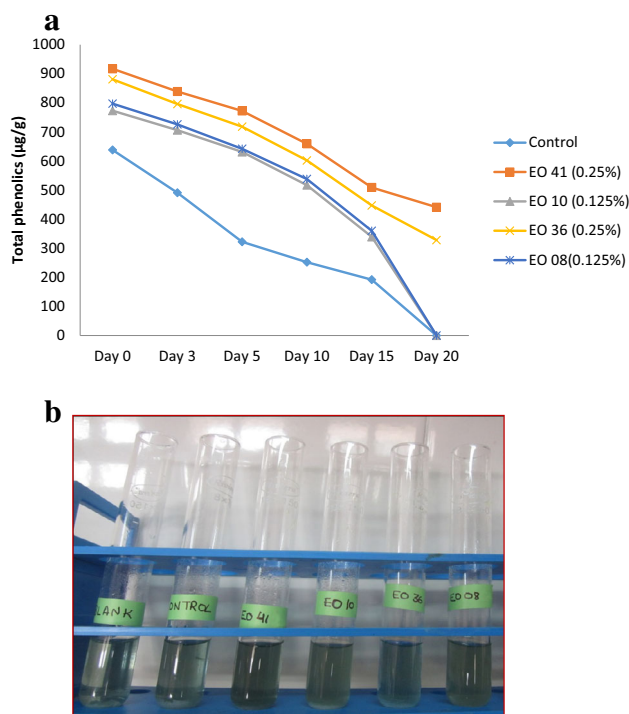 a
1000
900
800
700
600
500
400
300
200
100
0
Total phenolics (µg/g)
Day 0 Day 3 Day 5 Day 10 Day 15 Day 20
Control
EO 41 (0.25%)
EO 10 (0.125%)
EO 36 (0.25%)
EO 08(0.125%)
b
LANK
ONTROL
EO 41
EO 10
EO 36
EO 08